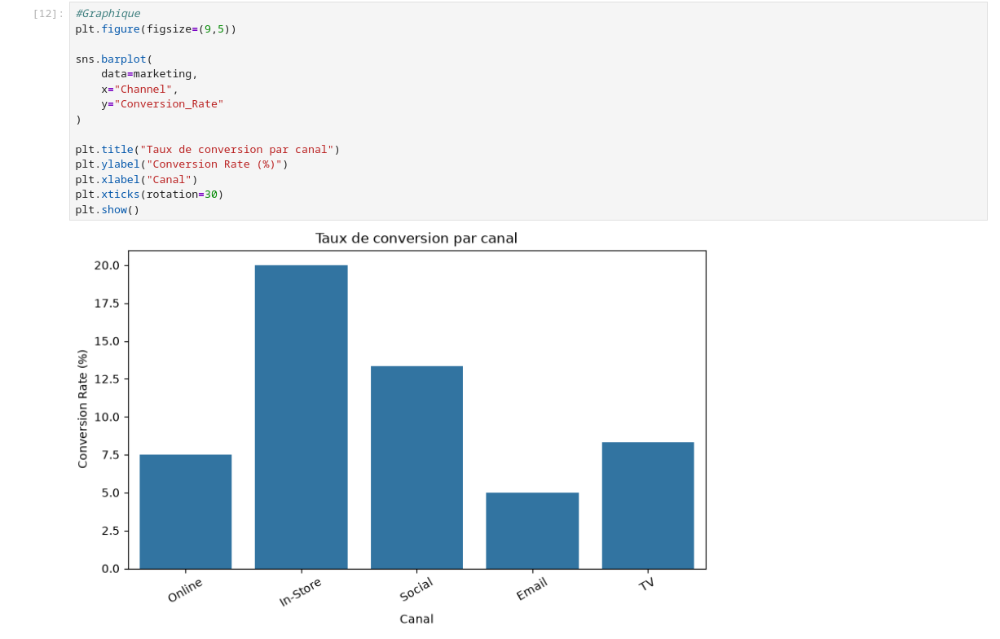 [12]:
#Graphique
plt.figure(figsize=(9,5))
sns.barplot(
    data=marketing,
    x="Channel",
    y="Conversion_Rate"
)
plt.title("Taux de conversion par canal")
plt.ylabel("Conversion Rate (%)")
plt.xlabel("Canal")
plt.xticks(rotation=30)
plt.show()
Taux de conversion par canal
Conversion Rate (%)
20.0
17.5
15.0
12.5
10.0
7.5
5.0
2.5
0.0
Online
In-Store
Social
Email
TV
Canal